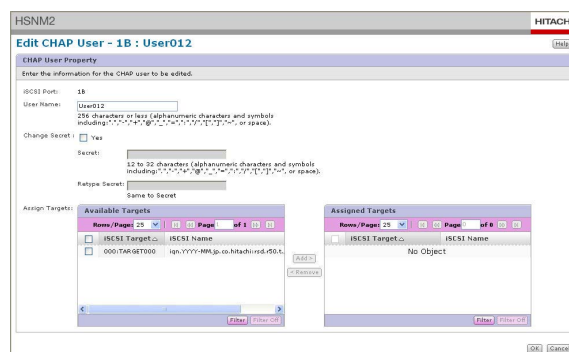 HSNM2
HITACH
Edit CHAP User - 1B : User012
Help
CHAP User Property
Enter the information for the CHAP user to be edited.
iSCSI Port: 1B
User Name: User012
256 characters or less (alphanumeric characters and symbols
including:".","-","+","@","_","=",":","/","[","]","~", or space).
Change Secret : Yes
Secret:
12 to 32 characters (alphanumeric characters and symbols
including:".","-","+","@","_","=",":","/","[","]","~", or space).
Retype Secret:
Same to Secret
Assign Targets:
Available Targets
Rows/Page: 25 Page 1 of 1
iSCSI Target iSCSI Name
000:TARGET000 iqn.YYYY-MM.jp.co.hitachi:rsd.r50.t.
Filter Filter Off
Add >
< Remove
Assigned Targets
Rows/Page: 25 Page 0 of 0
iSCSI Target iSCSI Name
No Object
Filter Filter Off
OK Cancel